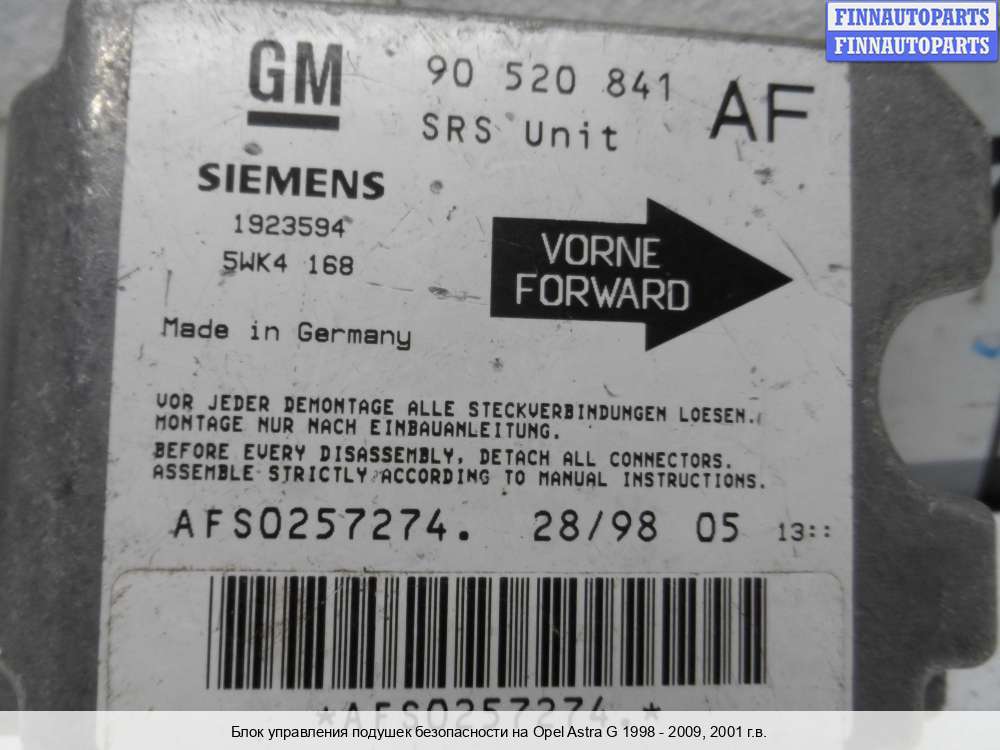 FINNAUTOPARTS
FINNAUTOPARTS
GM
90 520 841
AF
SRS Unit
SIEMENS
1923594
5WK4 168
VORNE
FORWARD
Made in Germany
VOR JEDER DEMONTAGE ALLE STECKVERBINDUNGEN LOESEN.
MONTAGE NUR NACH EINBAUANLEITUNG.
BEFORE EVERY DISASSEMBLY, DETACH ALL CONNECTORS.
ASSEMBLE STRICTLY ACCORDING TO MANUAL INSTRUCTIONS.
AFS0257274. 28/98 05 13::
*AFS0257274.*
Блок управления подушек безопасности на Opel Astra G 1998 - 2009, 2001 г.в.